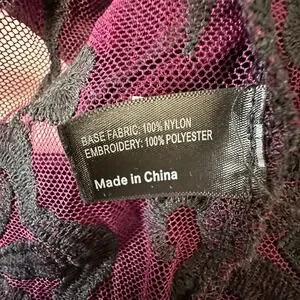 BASE FABRIC: 100% NYLON
EMBROIDERY: 100% POLYESTER
Made in China